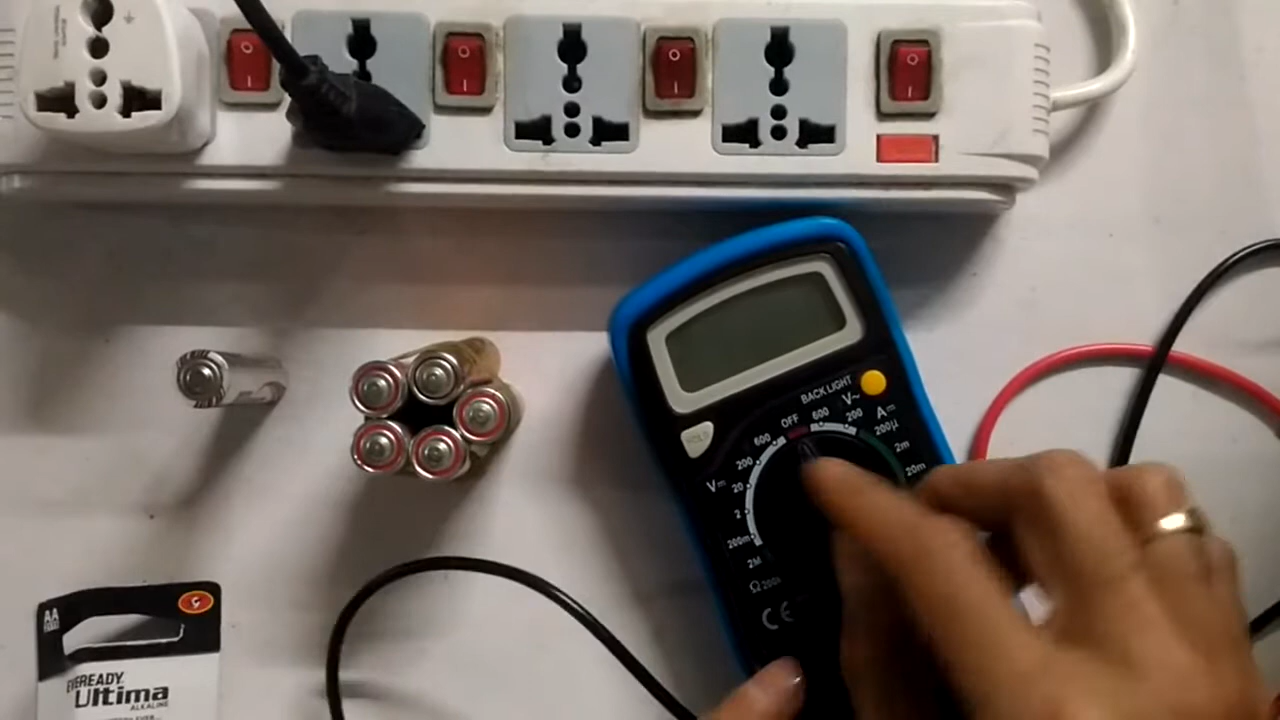 O
I
O
I
O
I
O
I
BACK LIGHT
HOLD
OFF
V~
600
200
A⎓
200µ
2m
20m
600
200
V⎓
20
2
200m
2M
Ω 200k
CE
AA
EVEREADY
Ultima
ALKALINE